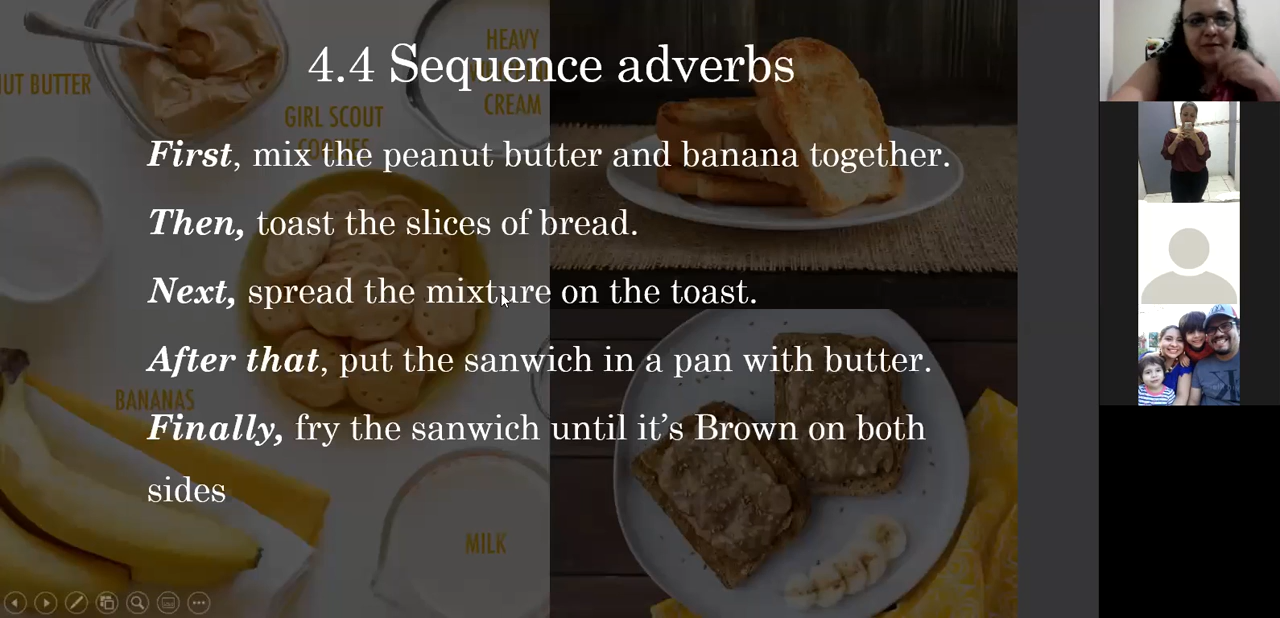 4.4 Sequence adverbs
First, mix the peanut butter and banana together.
Then, toast the slices of bread.
Next, spread the mixture on the toast.
After that, put the sanwich in a pan with butter.
Finally, fry the sanwich until it’s Brown on both
sides
HEAVY
CREAM
UT BUTTER
GIRL SCOUT
COOKIES
BANANAS
MILK